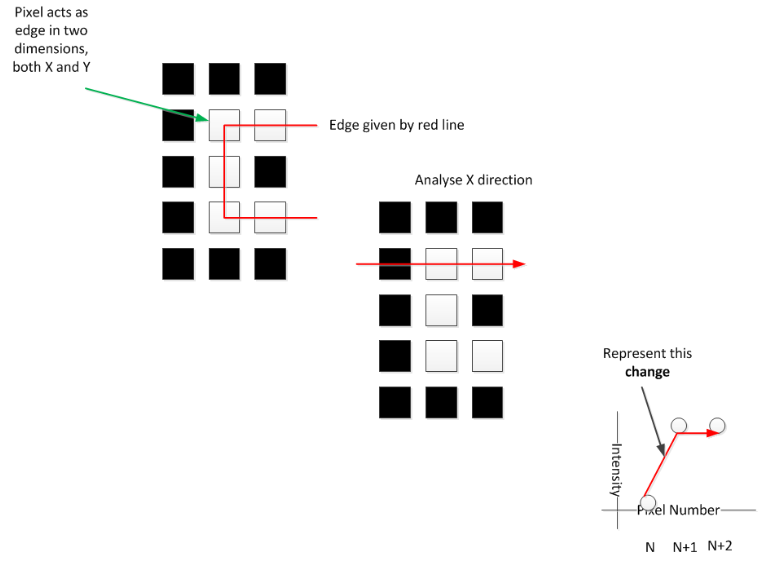 Pixel acts as
edge in two
dimensions,
both X and Y
Edge given by red line
Analyse X direction
Represent this
change
Intensity
Pixel Number
N
N+1
N+2